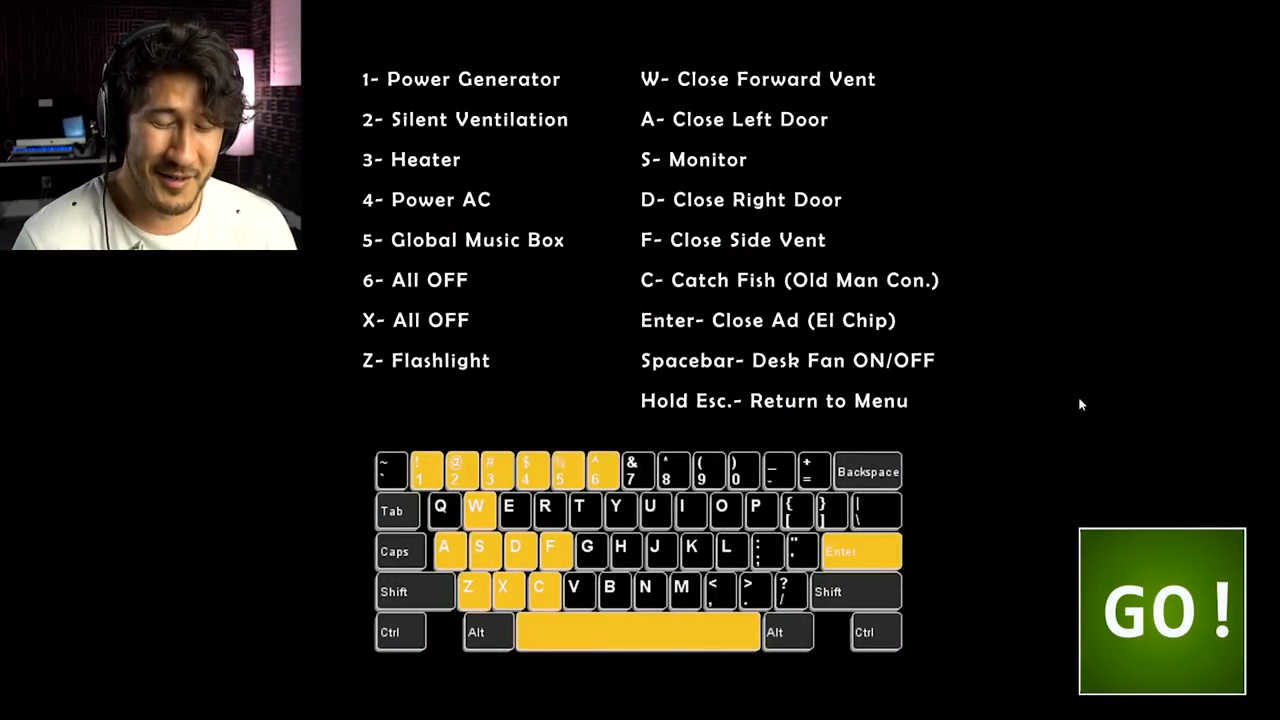 1- Power Generator
2- Silent Ventilation
3- Heater
4- Power AC
5- Global Music Box
6- All OFF
X- All OFF
Z- Flashlight
W- Close Forward Vent
A- Close Left Door
S- Monitor
D- Close Right Door
F- Close Side Vent
C- Catch Fish (Old Man Con.)
Enter- Close Ad (El Chip)
Spacebar- Desk Fan ON/OFF
Hold Esc.- Return to Menu
~ ! @ # $ % ^ & * ( ) _ +
` 1 2 3 4 5 6 7 8 9 0 - = Backspace
Tab Q W E R T Y U I O P { [ } ] | \
Caps A S D F G H J K L : ; " ' Enter
Shift Z X C V B N M < , > . ? / Shift
Ctrl Alt Alt Ctrl
GO!